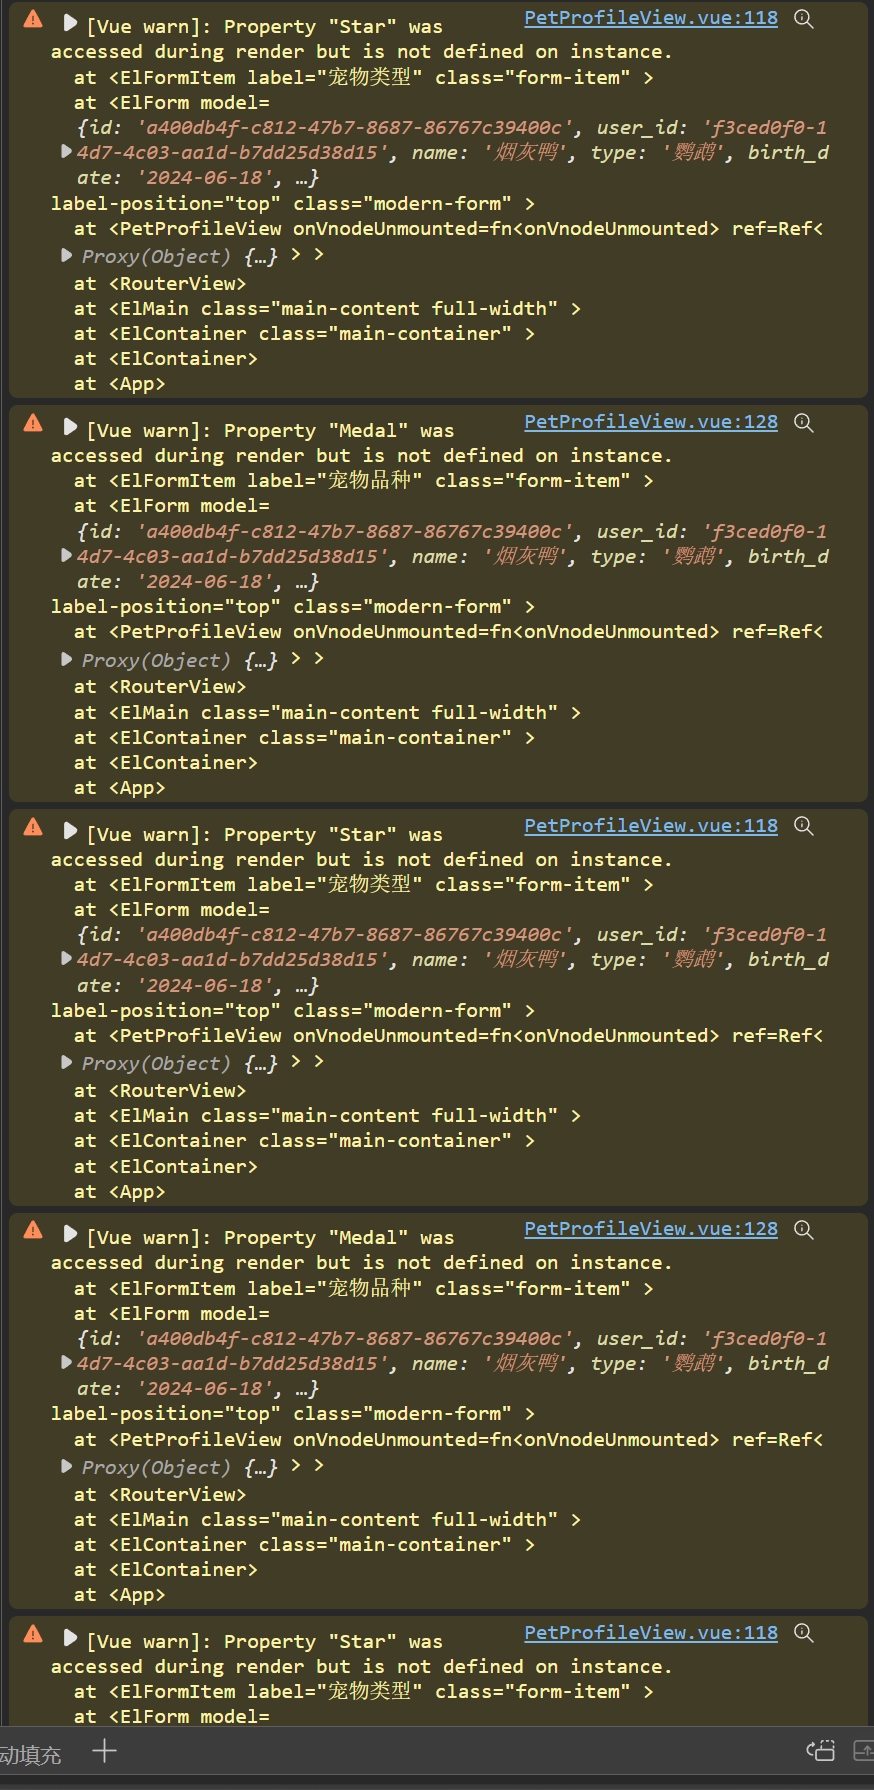 [Vue warn]: Property "Star" was PetProfileView.vue:118
accessed during render but is not defined on instance.
at <ElFormItem label="宠物类型" class="form-item" >
at <ElForm model=
{id: 'a400db4f-c812-47b7-8687-86767c39400c', user_id: 'f3ced0f0-1
4d7-4c03-aa1d-b7dd25d38d15', name: '烟灰鸭', type: '鹦鹉', birth_d
ate: '2024-06-18', …}
label-position="top" class="modern-form" >
at <PetProfileView onVnodeUnmounted=fn<onVnodeUnmounted> ref=Ref<
Proxy(Object) {…} > >
at <RouterView>
at <ElMain class="main-content full-width" >
at <ElContainer class="main-container" >
at <ElContainer>
at <App>
[Vue warn]: Property "Medal" was PetProfileView.vue:128
accessed during render but is not defined on instance.
at <ElFormItem label="宠物品种" class="form-item" >
at <ElForm model=
{id: 'a400db4f-c812-47b7-8687-86767c39400c', user_id: 'f3ced0f0-1
4d7-4c03-aa1d-b7dd25d38d15', name: '烟灰鸭', type: '鹦鹉', birth_d
ate: '2024-06-18', …}
label-position="top" class="modern-form" >
at <PetProfileView onVnodeUnmounted=fn<onVnodeUnmounted> ref=Ref<
Proxy(Object) {…} > >
at <RouterView>
at <ElMain class="main-content full-width" >
at <ElContainer class="main-container" >
at <ElContainer>
at <App>
[Vue warn]: Property "Star" was PetProfileView.vue:118
accessed during render but is not defined on instance.
at <ElFormItem label="宠物类型" class="form-item" >
at <ElForm model=
{id: 'a400db4f-c812-47b7-8687-86767c39400c', user_id: 'f3ced0f0-1
4d7-4c03-aa1d-b7dd25d38d15', name: '烟灰鸭', type: '鹦鹉', birth_d
ate: '2024-06-18', …}
label-position="top" class="modern-form" >
at <PetProfileView onVnodeUnmounted=fn<onVnodeUnmounted> ref=Ref<
Proxy(Object) {…} > >
at <RouterView>
at <ElMain class="main-content full-width" >
at <ElContainer class="main-container" >
at <ElContainer>
at <App>
[Vue warn]: Property "Medal" was PetProfileView.vue:128
accessed during render but is not defined on instance.
at <ElFormItem label="宠物品种" class="form-item" >
at <ElForm model=
{id: 'a400db4f-c812-47b7-8687-86767c39400c', user_id: 'f3ced0f0-1
4d7-4c03-aa1d-b7dd25d38d15', name: '烟灰鸭', type: '鹦鹉', birth_d
ate: '2024-06-18', …}
label-position="top" class="modern-form" >
at <PetProfileView onVnodeUnmounted=fn<onVnodeUnmounted> ref=Ref<
Proxy(Object) {…} > >
at <RouterView>
at <ElMain class="main-content full-width" >
at <ElContainer class="main-container" >
at <ElContainer>
at <App>
[Vue warn]: Property "Star" was PetProfileView.vue:118
accessed during render but is not defined on instance.
at <ElFormItem label="宠物类型" class="form-item" >
at <ElForm model=
动填充